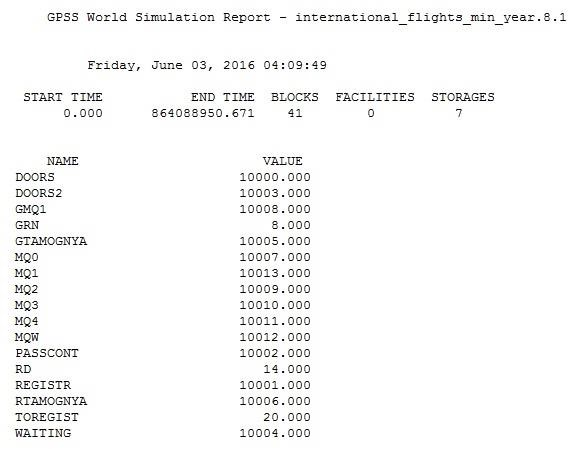 GPSS World Simulation Report - international_flights_min_year.8.1
Friday, June 03, 2016 04:09:49
START TIME END TIME BLOCKS FACILITIES STORAGES
0.000 864088950.671 41 0 7
NAME VALUE
DOORS 10000.000
DOORS2 10003.000
GMQ1 10008.000
GRN 8.000
GTAMOGNYA 10005.000
MQ0 10007.000
MQ1 10013.000
MQ2 10009.000
MQ3 10010.000
MQ4 10011.000
MQW 10012.000
PASSCONT 10002.000
RD 14.000
REGISTR 10001.000
RTAMOGNYA 10006.000
TOREGIST 20.000
WAITING 10004.000